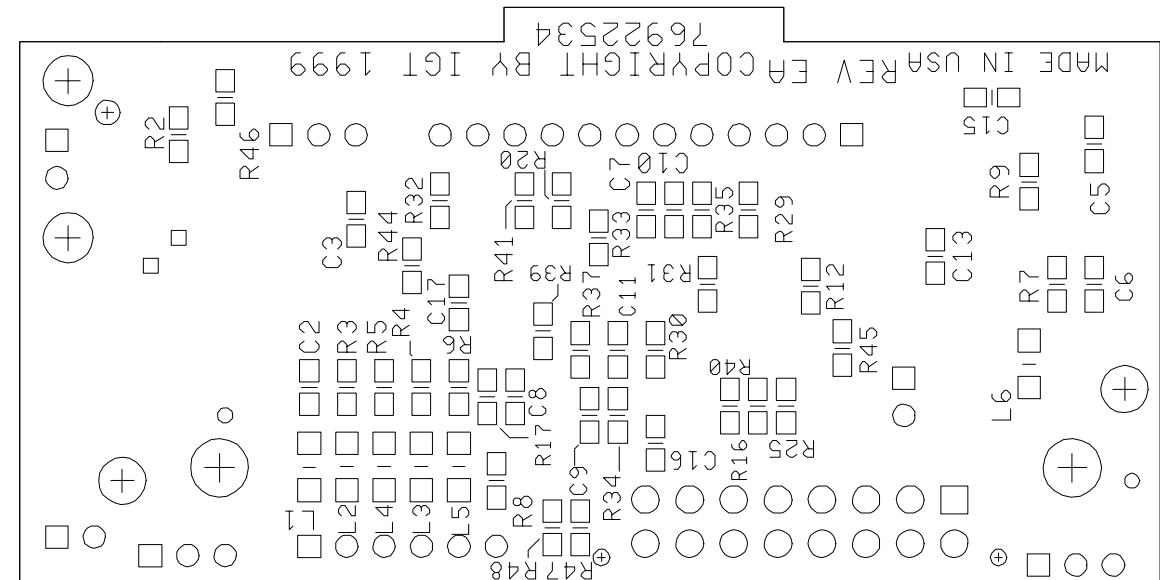 76922534
MADE IN USA
REV EA
COPYRIGHT BY IGT 1999
R2
R46
C15
C5
R9
R20
C7
C10
R32
R44
C3
R41
R33
R35
R29
C13
R39
R37
C11
R31
R12
R7
C6
C17
C2
R3
R5
R4
R6
R30
R45
R40
L6
C8
R17
C9
R34
C16
R16
R25
R8
L1
L2
L4
L3
L5
R48
R47